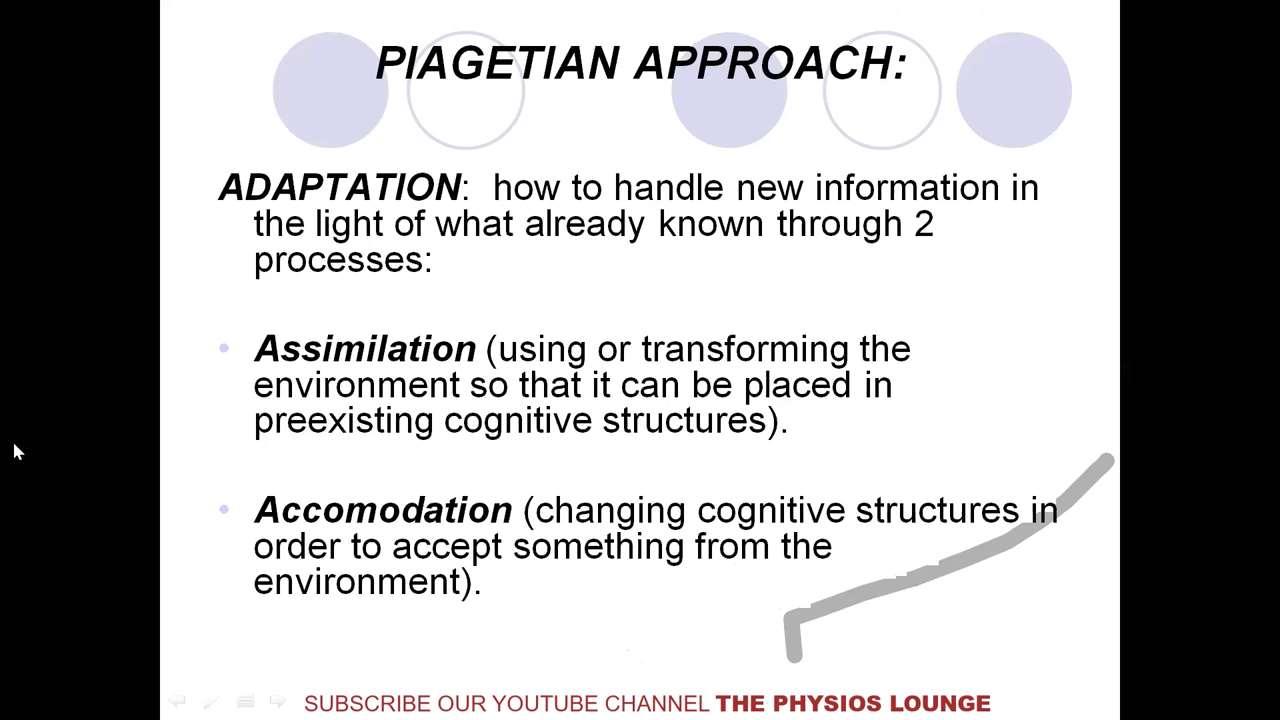 PIAGETIAN APPROACH:
ADAPTATION: how to handle new information in
the light of what already known through 2
processes:
• Assimilation (using or transforming the
environment so that it can be placed in
preexisting cognitive structures).
• Accomodation (changing cognitive structures in
order to accept something from the
environment).
SUBSCRIBE OUR YOUTUBE CHANNEL THE PHYSIOS LOUNGE